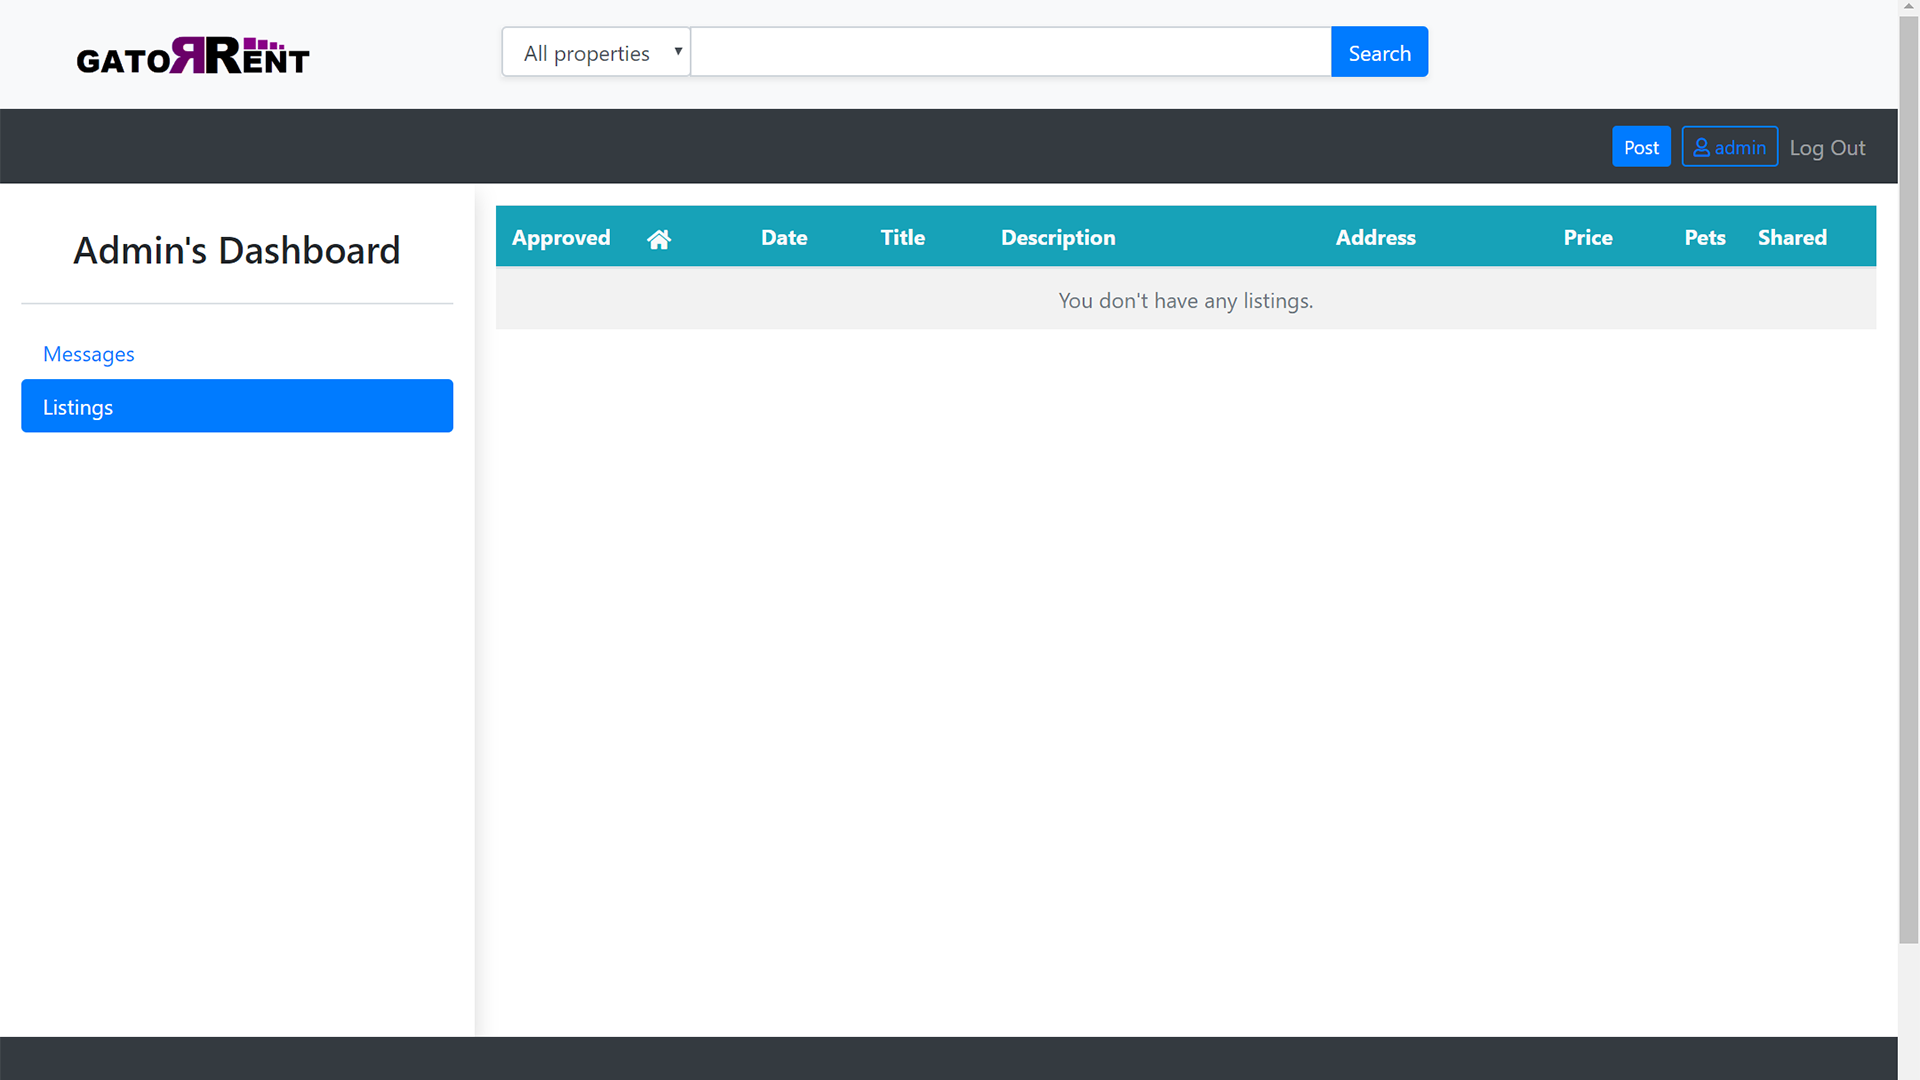 GATORRENT
All properties
Search
Post
admin
Log Out
Admin's Dashboard
Messages
Listings
Approved Date Title Description Address Price Pets Shared
You don't have any listings.